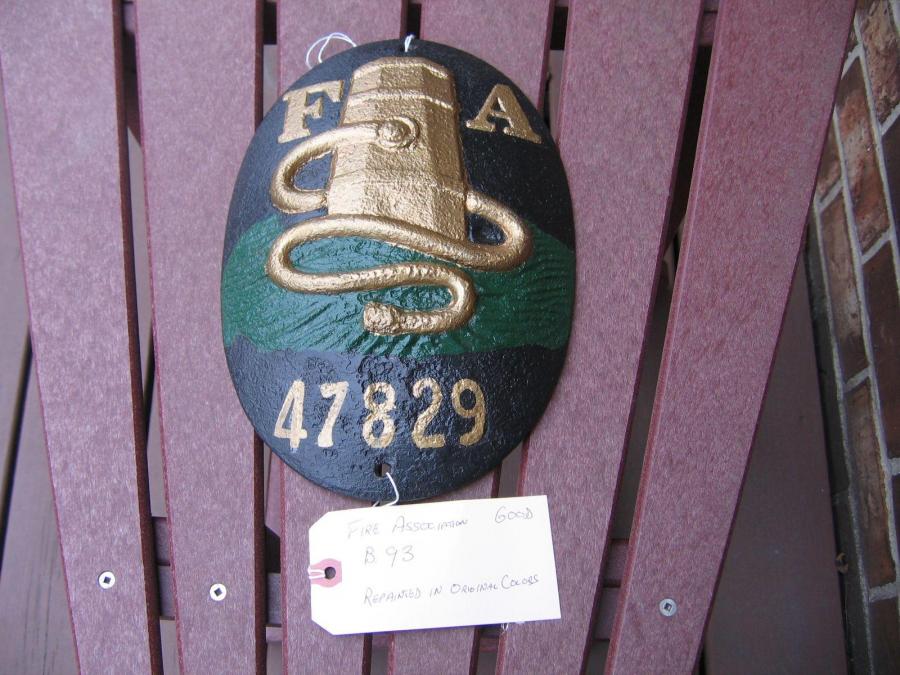 F A
47829
FIRE ASSOCIATION GOOD
B 93
REPAINTED IN ORIGINAL COLORS